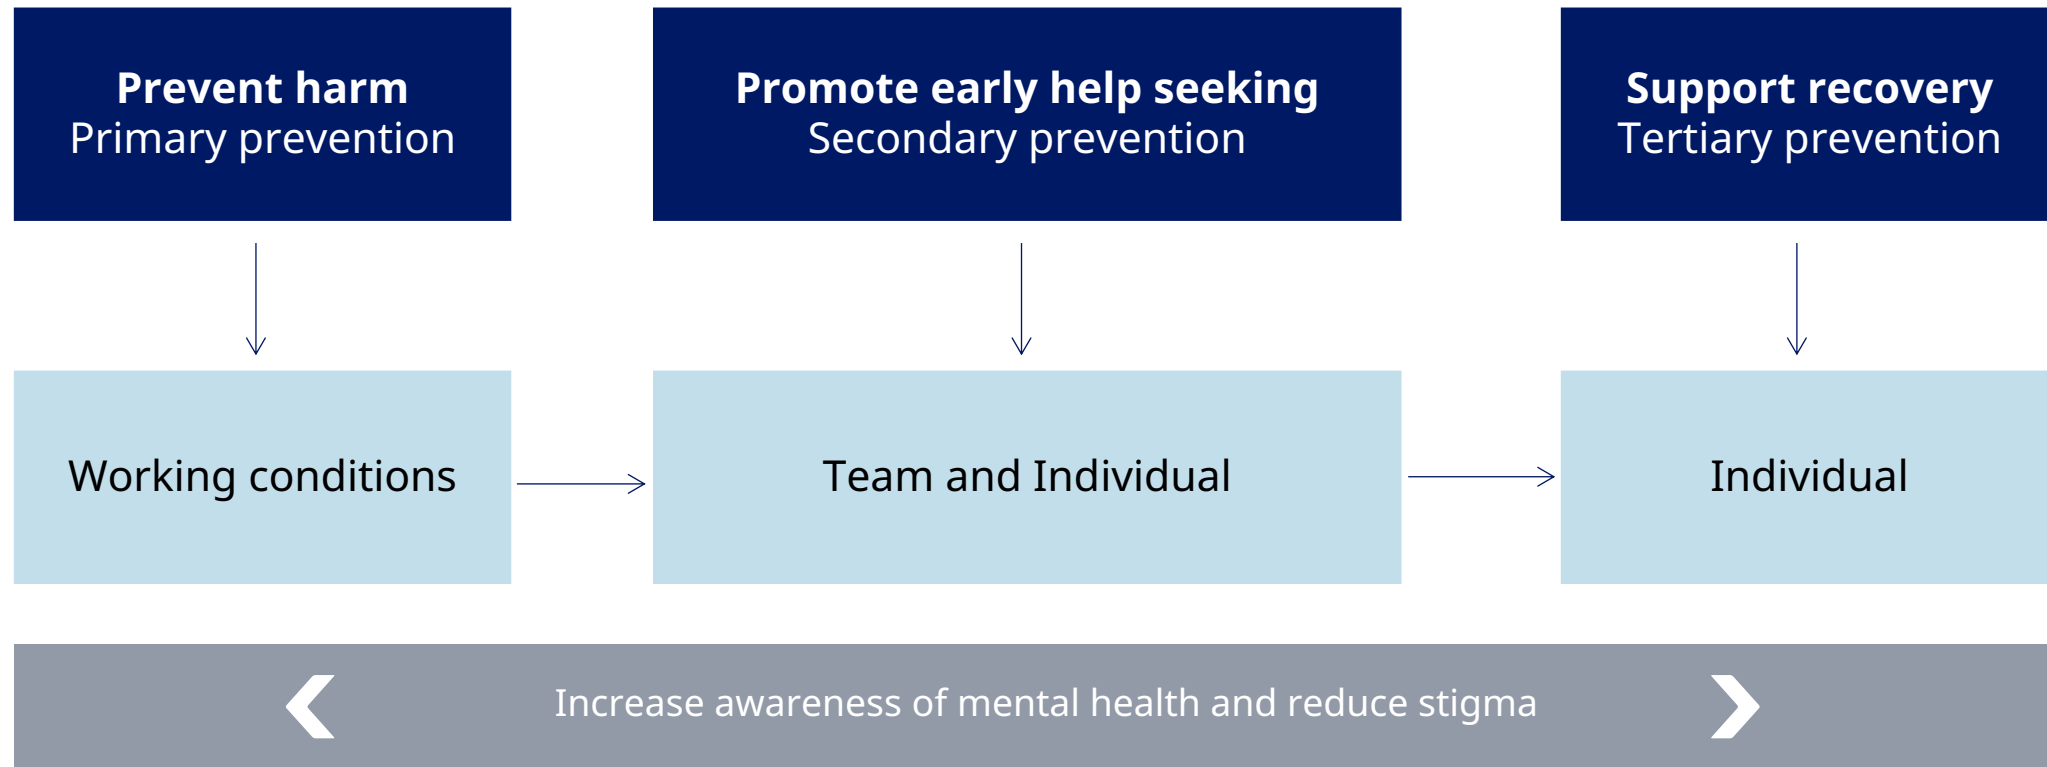 Prevent harm
Primary prevention
Promote early help seeking
Secondary prevention
Support recovery
Tertiary prevention
Working conditions
Team and Individual
Individual
Increase awareness of mental health and reduce stigma